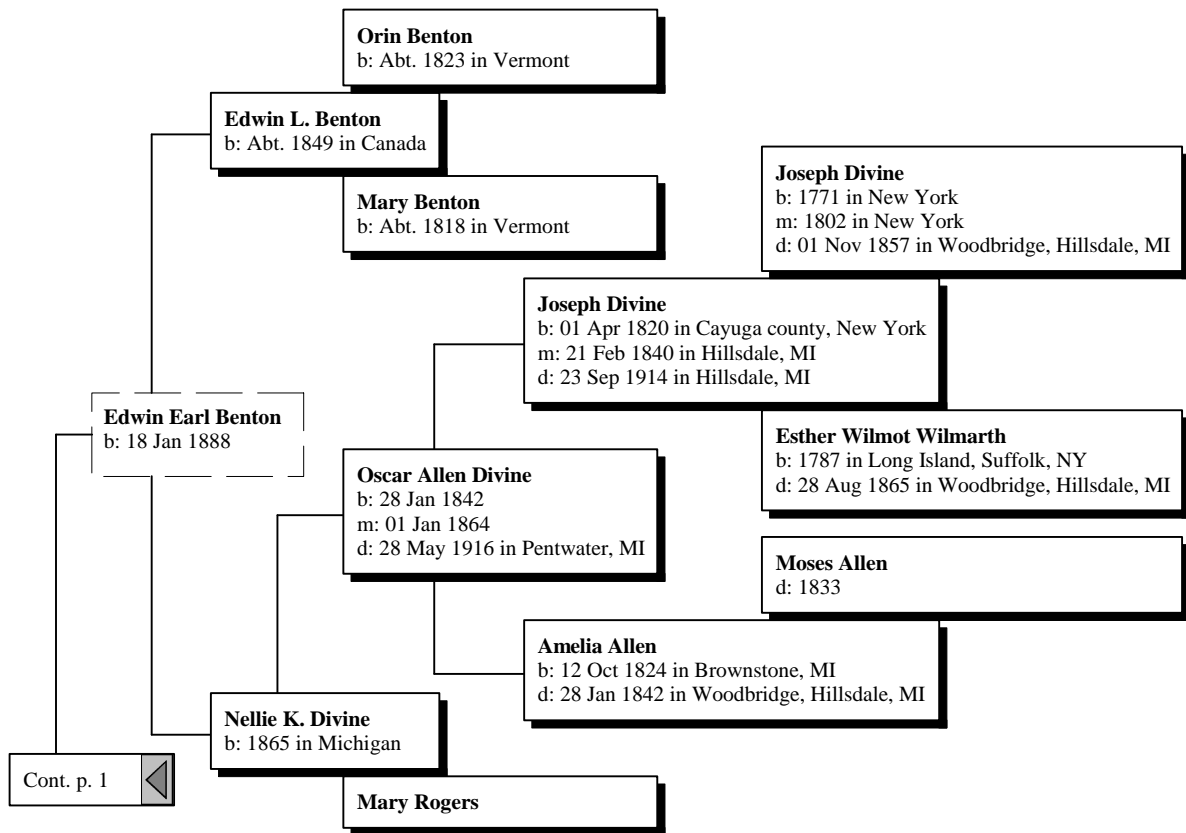 Orin Benton
b: Abt. 1823 in Vermont
Edwin L. Benton
b: Abt. 1849 in Canada
Mary Benton
b: Abt. 1818 in Vermont
Joseph Divine
b: 1771 in New York
m: 1802 in New York
d: 01 Nov 1857 in Woodbridge, Hillsdale, MI
Joseph Divine
b: 01 Apr 1820 in Cayuga county, New York
m: 21 Feb 1840 in Hillsdale, MI
d: 23 Sep 1914 in Hillsdale, MI
Edwin Earl Benton
b: 18 Jan 1888
Esther Wilmot Wilmarth
b: 1787 in Long Island, Suffolk, NY
d: 28 Aug 1865 in Woodbridge, Hillsdale, MI
Oscar Allen Divine
b: 28 Jan 1842
m: 01 Jan 1864
d: 28 May 1916 in Pentwater, MI
Moses Allen
d: 1833
Amelia Allen
b: 12 Oct 1824 in Brownstone, MI
d: 28 Jan 1842 in Woodbridge, Hillsdale, MI
Nellie K. Divine
b: 1865 in Michigan
Cont. p. 1
Mary Rogers